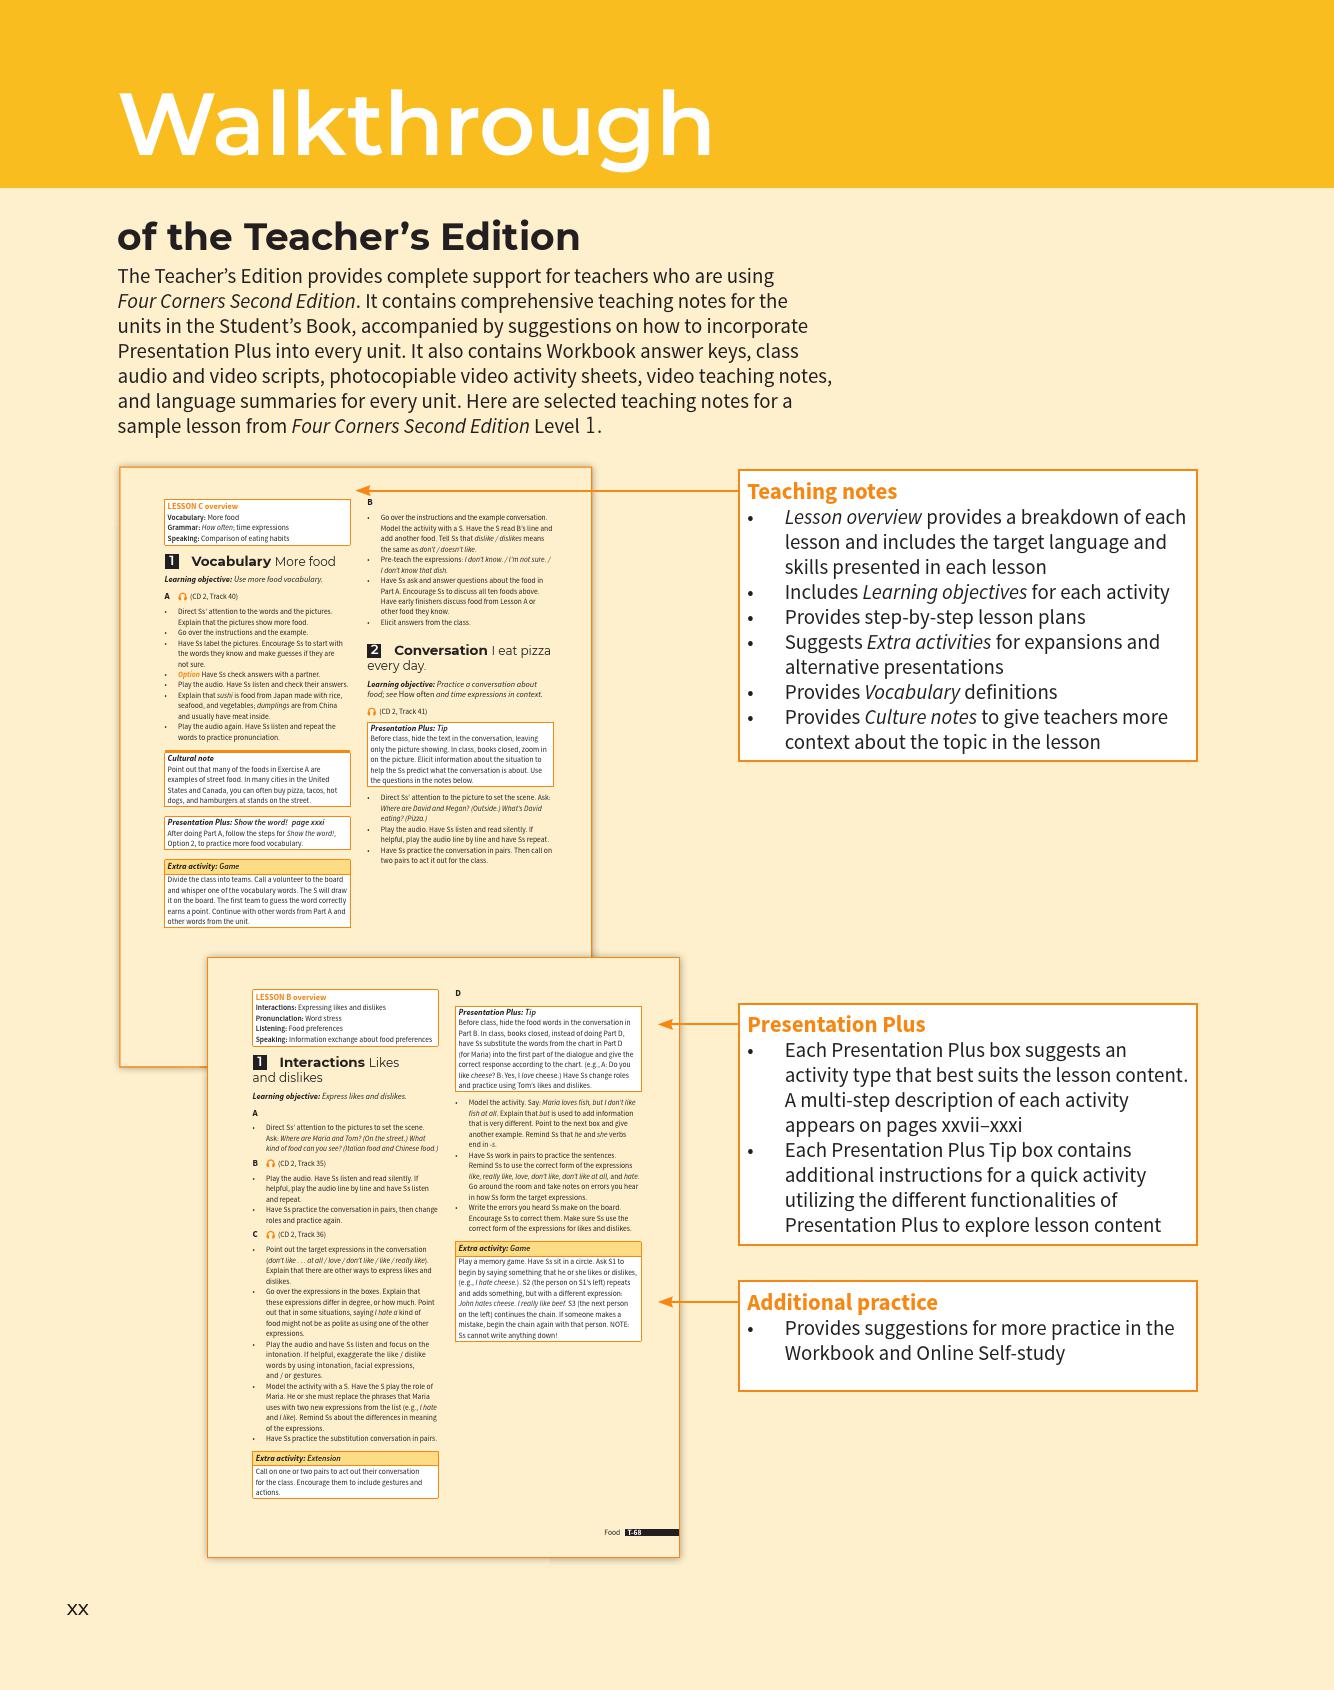 Walkthrough
of the Teacher’s Edition
The Teacher’s Edition provides complete support for teachers who are using
Four Corners Second Edition. It contains comprehensive teaching notes for the
units in the Student’s Book, accompanied by suggestions on how to incorporate
Presentation Plus into every unit. It also contains Workbook answer keys, class
audio and video scripts, photocopiable video activity sheets, video teaching notes,
and language summaries for every unit. Here are selected teaching notes for a
sample lesson from Four Corners Second Edition Level 1.
LESSON C overview
Vocabulary: More food
Grammar: How often; time expressions
Speaking: Comparison of eating habits
1 Vocabulary More food
Learning objective: Use more food vocabulary.
A (CD 2, Track 40)
• Direct Ss’ attention to the words and the pictures.
Explain that the pictures show more food.
• Go over the instructions and the example.
• Have Ss label the pictures. Encourage Ss to start with
the words they know and make guesses if they are
not sure.
• Option Have Ss check answers with a partner.
• Play the audio. Have Ss listen and check their answers.
• Explain that sushi is food from Japan made with rice,
seafood, and vegetables; dumplings are from China
and usually have meat inside.
• Play the audio again. Have Ss listen and repeat the
words to practice pronunciation.
Cultural note
Point out that many of the foods in Exercise A are
examples of street food. In many cities in the United
States and Canada, you can often buy pizza, tacos, hot
dogs, and hamburgers at stands on the street.
Presentation Plus: Show the word! page xxxi
After doing Part A, follow the steps for Show the word!,
Option 2, to practice more food vocabulary.
Extra activity: Game
Divide the class into teams. Call a volunteer to the board
and whisper one of the vocabulary words. The S will draw
it on the board. The first team to guess the word correctly
earns a point. Continue with other words from Part A and
other words from the unit.
B
• Go over the instructions and the example conversation.
Model the activity with a S. Have the S read B’s line and
add another food. Tell Ss that dislike / dislikes means
the same as don’t / doesn’t like.
• Pre-teach the expressions: I don’t know. / I’m not sure. /
I don’t know that dish.
• Have Ss ask and answer questions about the food in
Part A. Encourage Ss to discuss all ten foods above.
Have early finishers discuss food from Lesson A or
other food they know.
• Elicit answers from the class.
2 Conversation I eat pizza
every day.
Learning objective: Practice a conversation about
food; see How often and time expressions in context.
(CD 2, Track 41)
Presentation Plus: Tip
Before class, hide the text in the conversation, leaving
only the picture showing. In class, books closed, zoom in
on the picture. Elicit information about the situation to
help the Ss predict what the conversation is about. Use
the questions in the notes below.
• Direct Ss’ attention to the picture to set the scene. Ask:
Where are David and Megan? (Outside.) What’s David
eating? (Pizza.)
• Play the audio. Have Ss listen and read silently. If
helpful, play the audio line by line and have Ss repeat.
• Have Ss practice the conversation in pairs. Then call on
two pairs to act it out for the class.
Teaching notes
• Lesson overview provides a breakdown of each
lesson and includes the target language and
skills presented in each lesson
• Includes Learning objectives for each activity
• Provides step-by-step lesson plans
• Suggests Extra activities for expansions and
alternative presentations
• Provides Vocabulary definitions
• Provides Culture notes to give teachers more
context about the topic in the lesson
LESSON B overview
Interactions: Expressing likes and dislikes
Pronunciation: Word stress
Listening: Food preferences
Speaking: Information exchange about food preferences
1 Interactions Likes
and dislikes
Learning objective: Express likes and dislikes.
A
• Direct Ss’ attention to the pictures to set the scene.
Ask: Where are Maria and Tom? (On the street.) What
kind of food can you see? (Italian food and Chinese food.)
B (CD 2, Track 35)
• Play the audio. Have Ss listen and read silently. If
helpful, play the audio line by line and have Ss listen
and repeat.
• Have Ss practice the conversation in pairs, then change
roles and practice again.
C (CD 2, Track 36)
• Point out the target expressions in the conversation
(don’t like . . . at all / love / don’t like / like / really like).
Explain that there are other ways to express likes and
dislikes.
• Go over the expressions in the boxes. Explain that
these expressions differ in degree, or how much. Point
out that in some situations, saying I hate a kind of
food might not be as polite as using one of the other
expressions.
• Play the audio and have Ss listen and focus on the
intonation. If helpful, exaggerate the like / dislike
words by using intonation, facial expressions,
and / or gestures.
• Model the activity with a S. Have the S play the role of
Maria. He or she must replace the phrases that Maria
uses with two new expressions from the list (e.g., I hate
and I like). Remind Ss about the differences in meaning
of the expressions.
• Have Ss practice the substitution conversation in pairs.
Extra activity: Extension
Call on one or two pairs to act out their conversation
for the class. Encourage them to include gestures and
actions.
D
Presentation Plus: Tip
Before class, hide the food words in the conversation in
Part B. In class, books closed, instead of doing Part D,
have Ss substitute the words from the chart in Part D
(for Maria) into the first part of the dialogue and give the
correct response according to the chart. (e.g., A: Do you
like cheese? B: Yes, I love cheese.) Have Ss change roles
and practice using Tom’s likes and dislikes.
• Model the activity. Say: Maria loves fish, but I don’t like
fish at all. Explain that but is used to add information
that is very different. Point to the next box and give
another example. Remind Ss that he and she verbs
end in -s.
• Have Ss work in pairs to practice the sentences.
Remind Ss to use the correct form of the expressions
like, really like, love, don’t like, don’t like at all, and hate.
Go around the room and take notes on errors you hear
in how Ss form the target expressions.
• Write the errors you heard Ss make on the board.
Encourage Ss to correct them. Make sure Ss use the
correct form of the expressions for likes and dislikes.
Extra activity: Game
Play a memory game. Have Ss sit in a circle. Ask S1 to
begin by saying something that he or she likes or dislikes,
(e.g., I hate cheese.). S2 (the person on S1’s left) repeats
and adds something, but with a different expression:
John hates cheese. I really like beef. S3 (the next person
on the left) continues the chain. If someone makes a
mistake, begin the chain again with that person. NOTE:
Ss cannot write anything down!
Food T-68
Presentation Plus
• Each Presentation Plus box suggests an
activity type that best suits the lesson content.
A multi-step description of each activity
appears on pages xxvii–xxxi
• Each Presentation Plus Tip box contains
additional instructions for a quick activity
utilizing the different functionalities of
Presentation Plus to explore lesson content
Additional practice
• Provides suggestions for more practice in the
Workbook and Online Self-study
xx